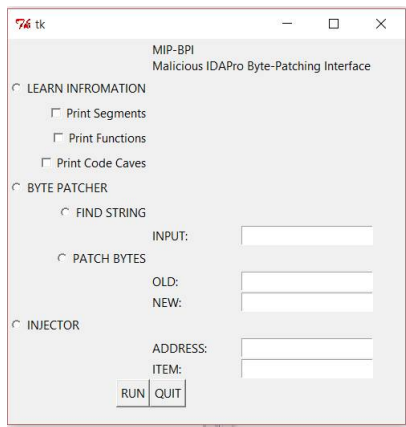 tk
MIP-BPI
Malicious IDAPro Byte-Patching Interface
LEARN INFROMATION
Print Segments
Print Functions
Print Code Caves
BYTE PATCHER
FIND STRING
INPUT:
PATCH BYTES
OLD:
NEW:
INJECTOR
ADDRESS:
ITEM:
RUN QUIT